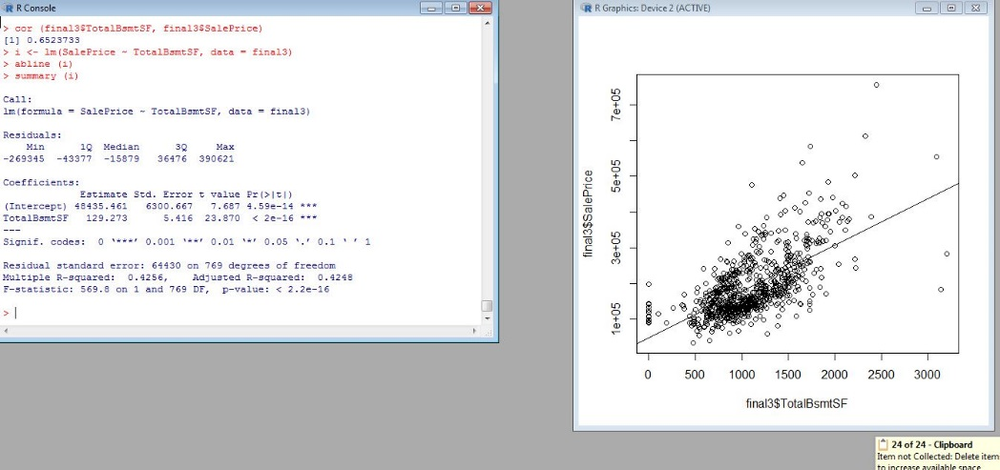 R Console
> cor (final3$TotalBsmtSF, final3$SalePrice)
[1] 0.6523733
> i <- lm(SalePrice ~ TotalBsmtSF, data = final3)
> abline (i)
> summary (i)
Call:
lm(formula = SalePrice ~ TotalBsmtSF, data = final3)
Residuals:
Min 1Q Median 3Q Max
-269345 -43377 -15879 36476 390621
Coefficients:
Estimate Std. Error t value Pr(>|t|)
(Intercept) 48435.461 6300.667 7.687 4.59e-14 ***
TotalBsmtSF 129.273 5.416 23.870 < 2e-16 ***
---
Signif. codes: 0 ‘***’ 0.001 ‘**’ 0.01 ‘*’ 0.05 ‘.’ 0.1 ‘ ’ 1
Residual standard error: 64430 on 769 degrees of freedom
Multiple R-squared: 0.4256, Adjusted R-squared: 0.4248
F-statistic: 569.8 on 1 and 769 DF, p-value: < 2.2e-16
>
R Graphics: Device 2 (ACTIVE)
final3$SalePrice
7e+05
5e+05
3e+05
1e+05
0 500 1000 1500 2000 2500 3000
final3$TotalBsmtSF
24 of 24 - Clipboard
Item not Collected: Delete item
to increase available space